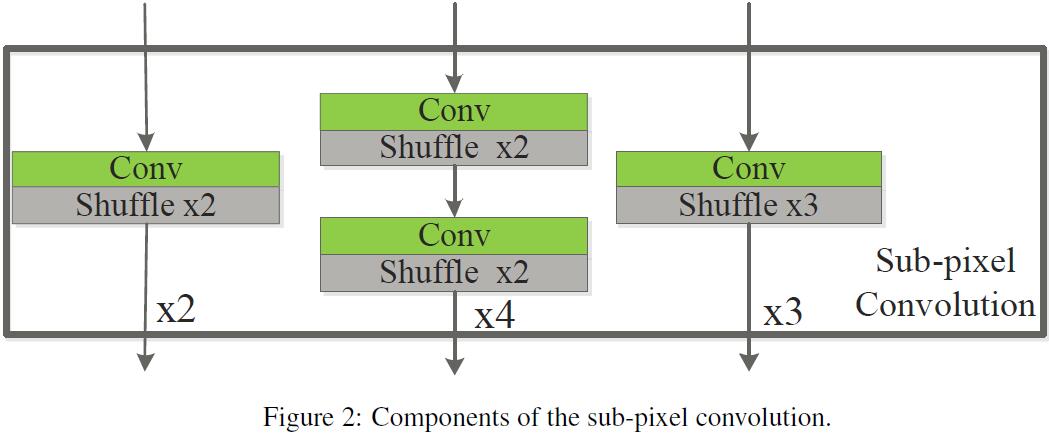 Conv
Shuffle x2
x2
Conv
Shuffle x2
Conv
Shuffle x2
x4
Conv
Shuffle x3
x3
Sub-pixel
Convolution
Figure 2: Components of the sub-pixel convolution.